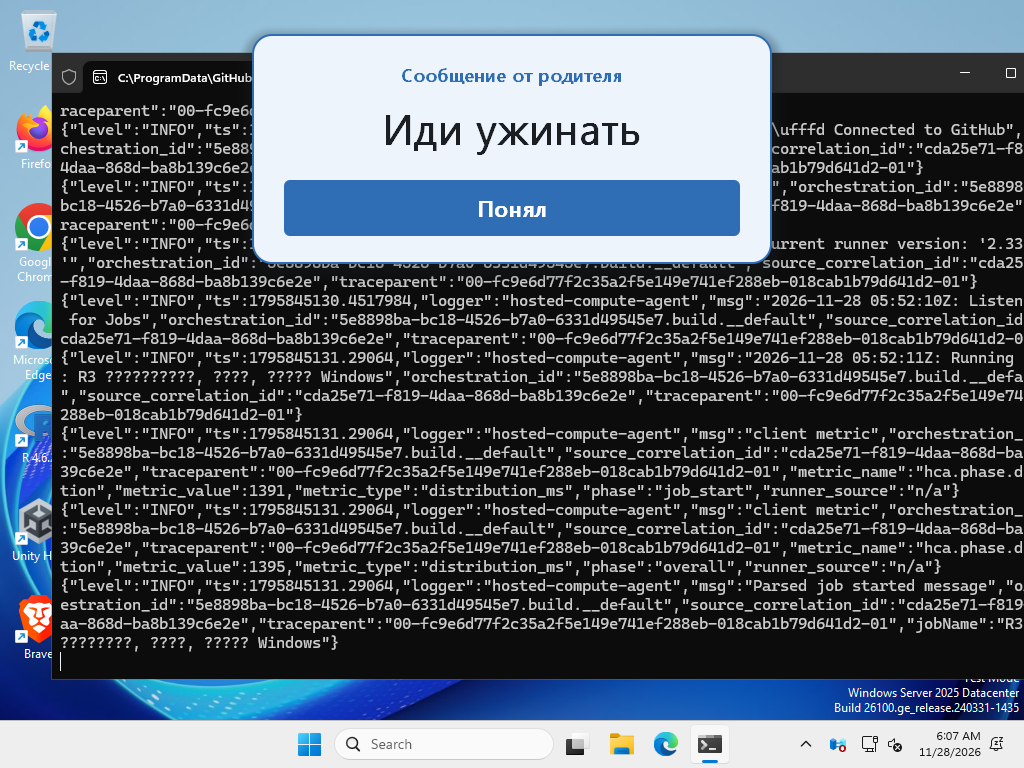 Recycle
Firefo
Google
Chrom
Microso
Edge
R 4.6.
Unity H
Brave
C:\ProgramData\GitHub
Сообщение от родителя
Иди ужинать
Понял
raceparent":"00-fc9e6d
{"level":"INFO","ts":1 \ufffd Connected to GitHub",
chestration_id":"5e889 correlation_id":"cda25e71-f8
4daa-868d-ba8b139c6e2e ab1b79d641d2-01"}
{"level":"INFO","ts":1 ","orchestration_id":"5e8898
bc18-4526-b7a0-6331d49 f819-4daa-868d-ba8b139c6e2e"
raceparent":"00-fc9e6d
{"level":"INFO","ts":1 urrent runner version: '2.33
'","orchestration_id":"5e8898ba-bc18-4526-b7a0-6331d49545e7.build.__default","source_correlation_id":"cda25
-f819-4daa-868d-ba8b139c6e2e","traceparent":"00-fc9e6d77f2c35a2f5e149e741ef288eb-018cab1b79d641d2-01"}
{"level":"INFO","ts":1795845130.4517984,"logger":"hosted-compute-agent","msg":"2026-11-28 05:52:10Z: Listen
for Jobs","orchestration_id":"5e8898ba-bc18-4526-b7a0-6331d49545e7.build.__default","source_correlation_id
cda25e71-f819-4daa-868d-ba8b139c6e2e","traceparent":"00-fc9e6d77f2c35a2f5e149e741ef288eb-018cab1b79d641d2-0
{"level":"INFO","ts":1795845131.29064,"logger":"hosted-compute-agent","msg":"2026-11-28 05:52:11Z: Running
: R3 ??????????, ????, ????? Windows","orchestration_id":"5e8898ba-bc18-4526-b7a0-6331d49545e7.build.__defa
","source_correlation_id":"cda25e71-f819-4daa-868d-ba8b139c6e2e","traceparent":"00-fc9e6d77f2c35a2f5e149e741ef
288eb-018cab1b79d641d2-01"}
{"level":"INFO","ts":1795845131.29064,"logger":"hosted-compute-agent","msg":"client metric","orchestration_
:"5e8898ba-bc18-4526-b7a0-6331d49545e7.build.__default","source_correlation_id":"cda25e71-f819-4daa-868d-ba
39c6e2e","traceparent":"00-fc9e6d77f2c35a2f5e149e741ef288eb-018cab1b79d641d2-01","metric_name":"hca.phase.d
tion","metric_value":1391,"metric_type":"distribution_ms","phase":"job_start","runner_source":"n/a"}
{"level":"INFO","ts":1795845131.29064,"logger":"hosted-compute-agent","msg":"client metric","orchestration_
:"5e8898ba-bc18-4526-b7a0-6331d49545e7.build.__default","source_correlation_id":"cda25e71-f819-4daa-868d-ba
39c6e2e","traceparent":"00-fc9e6d77f2c35a2f5e149e741ef288eb-018cab1b79d641d2-01","metric_name":"hca.phase.d
tion","metric_value":1395,"metric_type":"distribution_ms","phase":"overall","runner_source":"n/a"}
{"level":"INFO","ts":1795845131.29064,"logger":"hosted-compute-agent","msg":"Parsed job started message","o
estration_id":"5e8898ba-bc18-4526-b7a0-6331d49545e7.build.__default","source_correlation_id":"cda25e71-f819
aa-868d-ba8b139c6e2e","traceparent":"00-fc9e6d77f2c35a2f5e149e741ef288eb-018cab1b79d641d2-01","jobName":"R3
????????, ????, ????? Windows"}
Test Mode
Windows Server 2025 Datacenter
Build 26100.ge_release.240331-1435
Search
6:07 AM
11/28/2026